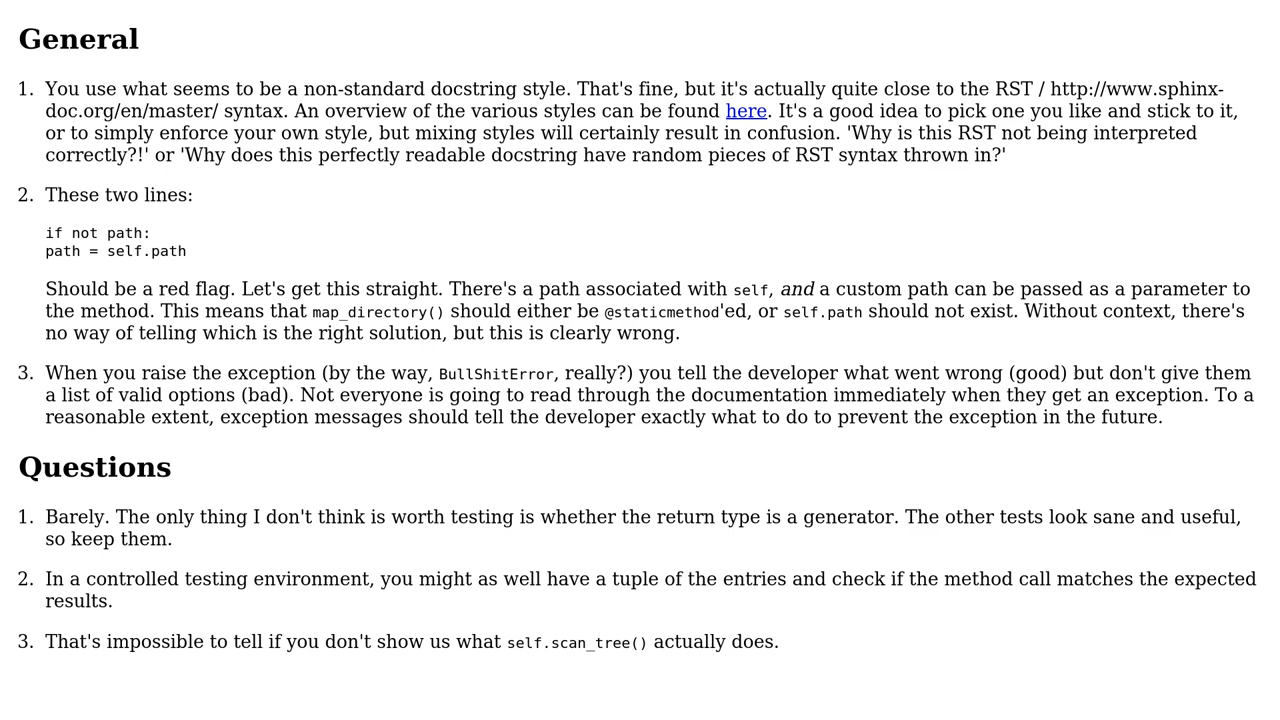 General
1. You use what seems to be a non-standard docstring style. That's fine, but it's actually quite close to the RST / http://www.sphinx-
doc.org/en/master/ syntax. An overview of the various styles can be found here. It's a good idea to pick one you like and stick to it,
or to simply enforce your own style, but mixing styles will certainly result in confusion. 'Why is this RST not being interpreted
correctly?!' or 'Why does this perfectly readable docstring have random pieces of RST syntax thrown in?'
2. These two lines:
if not path:
path = self.path
Should be a red flag. Let's get this straight. There's a path associated with self, and a custom path can be passed as a parameter to
the method. This means that map_directory() should either be @staticmethod'ed, or self.path should not exist. Without context, there's
no way of telling which is the right solution, but this is clearly wrong.
3. When you raise the exception (by the way, BullShitError, really?) you tell the developer what went wrong (good) but don't give them
a list of valid options (bad). Not everyone is going to read through the documentation immediately when they get an exception. To a
reasonable extent, exception messages should tell the developer exactly what to do to prevent the exception in the future.
Questions
1. Barely. The only thing I don't think is worth testing is whether the return type is a generator. The other tests look sane and useful,
so keep them.
2. In a controlled testing environment, you might as well have a tuple of the entries and check if the method call matches the expected
results.
3. That's impossible to tell if you don't show us what self.scan_tree() actually does.